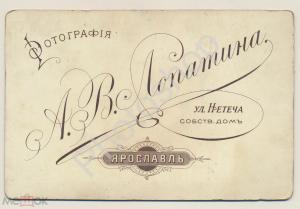 Фотографія
А. В. Лопатина.
УЛ. НЕТЕЧА
СОБСТВ. ДОМЪ
ЯРОСЛАВЛЬ